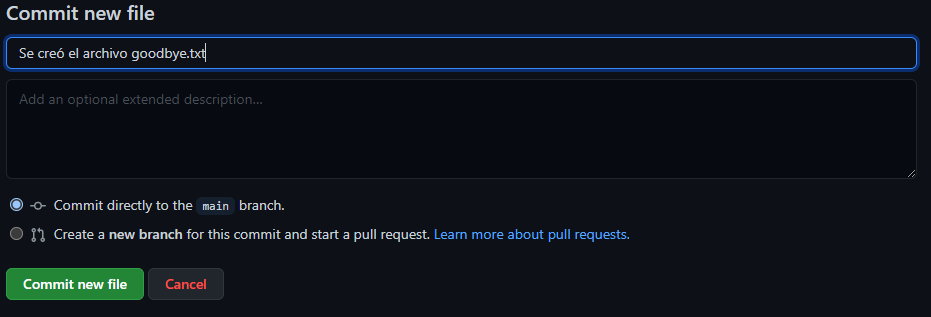 Commit new file
Se creó el archivo goodbye.txt
Add an optional extended description...
Commit directly to the main branch.
Create a new branch for this commit and start a pull request. Learn more about pull requests.
Commit new file Cancel